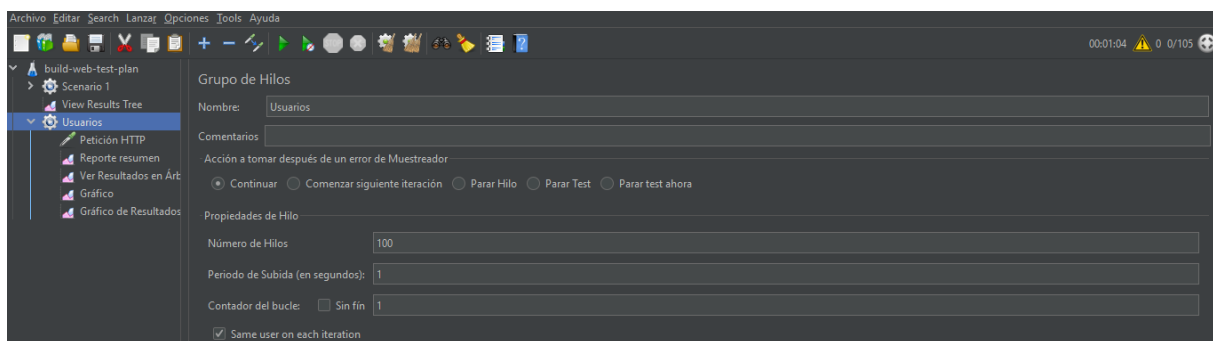 Archivo Editar Search Lanzar Opciones Tools Ayuda
00:01:04 0 0/105
build-web-test-plan
Scenario 1
View Results Tree
Usuarios
Petición HTTP
Reporte resumen
Ver Resultados en Árb
Gráfico
Gráfico de Resultados
Grupo de Hilos
Nombre: Usuarios
Comentarios
Acción a tomar después de un error de Muestreador
Continuar Comenzar siguiente iteración Parar Hilo Parar Test Parar test ahora
Propiedades de Hilo
Número de Hilos 100
Periodo de Subida (en segundos): 1
Contador del bucle: Sin fín 1
Same user on each iteration